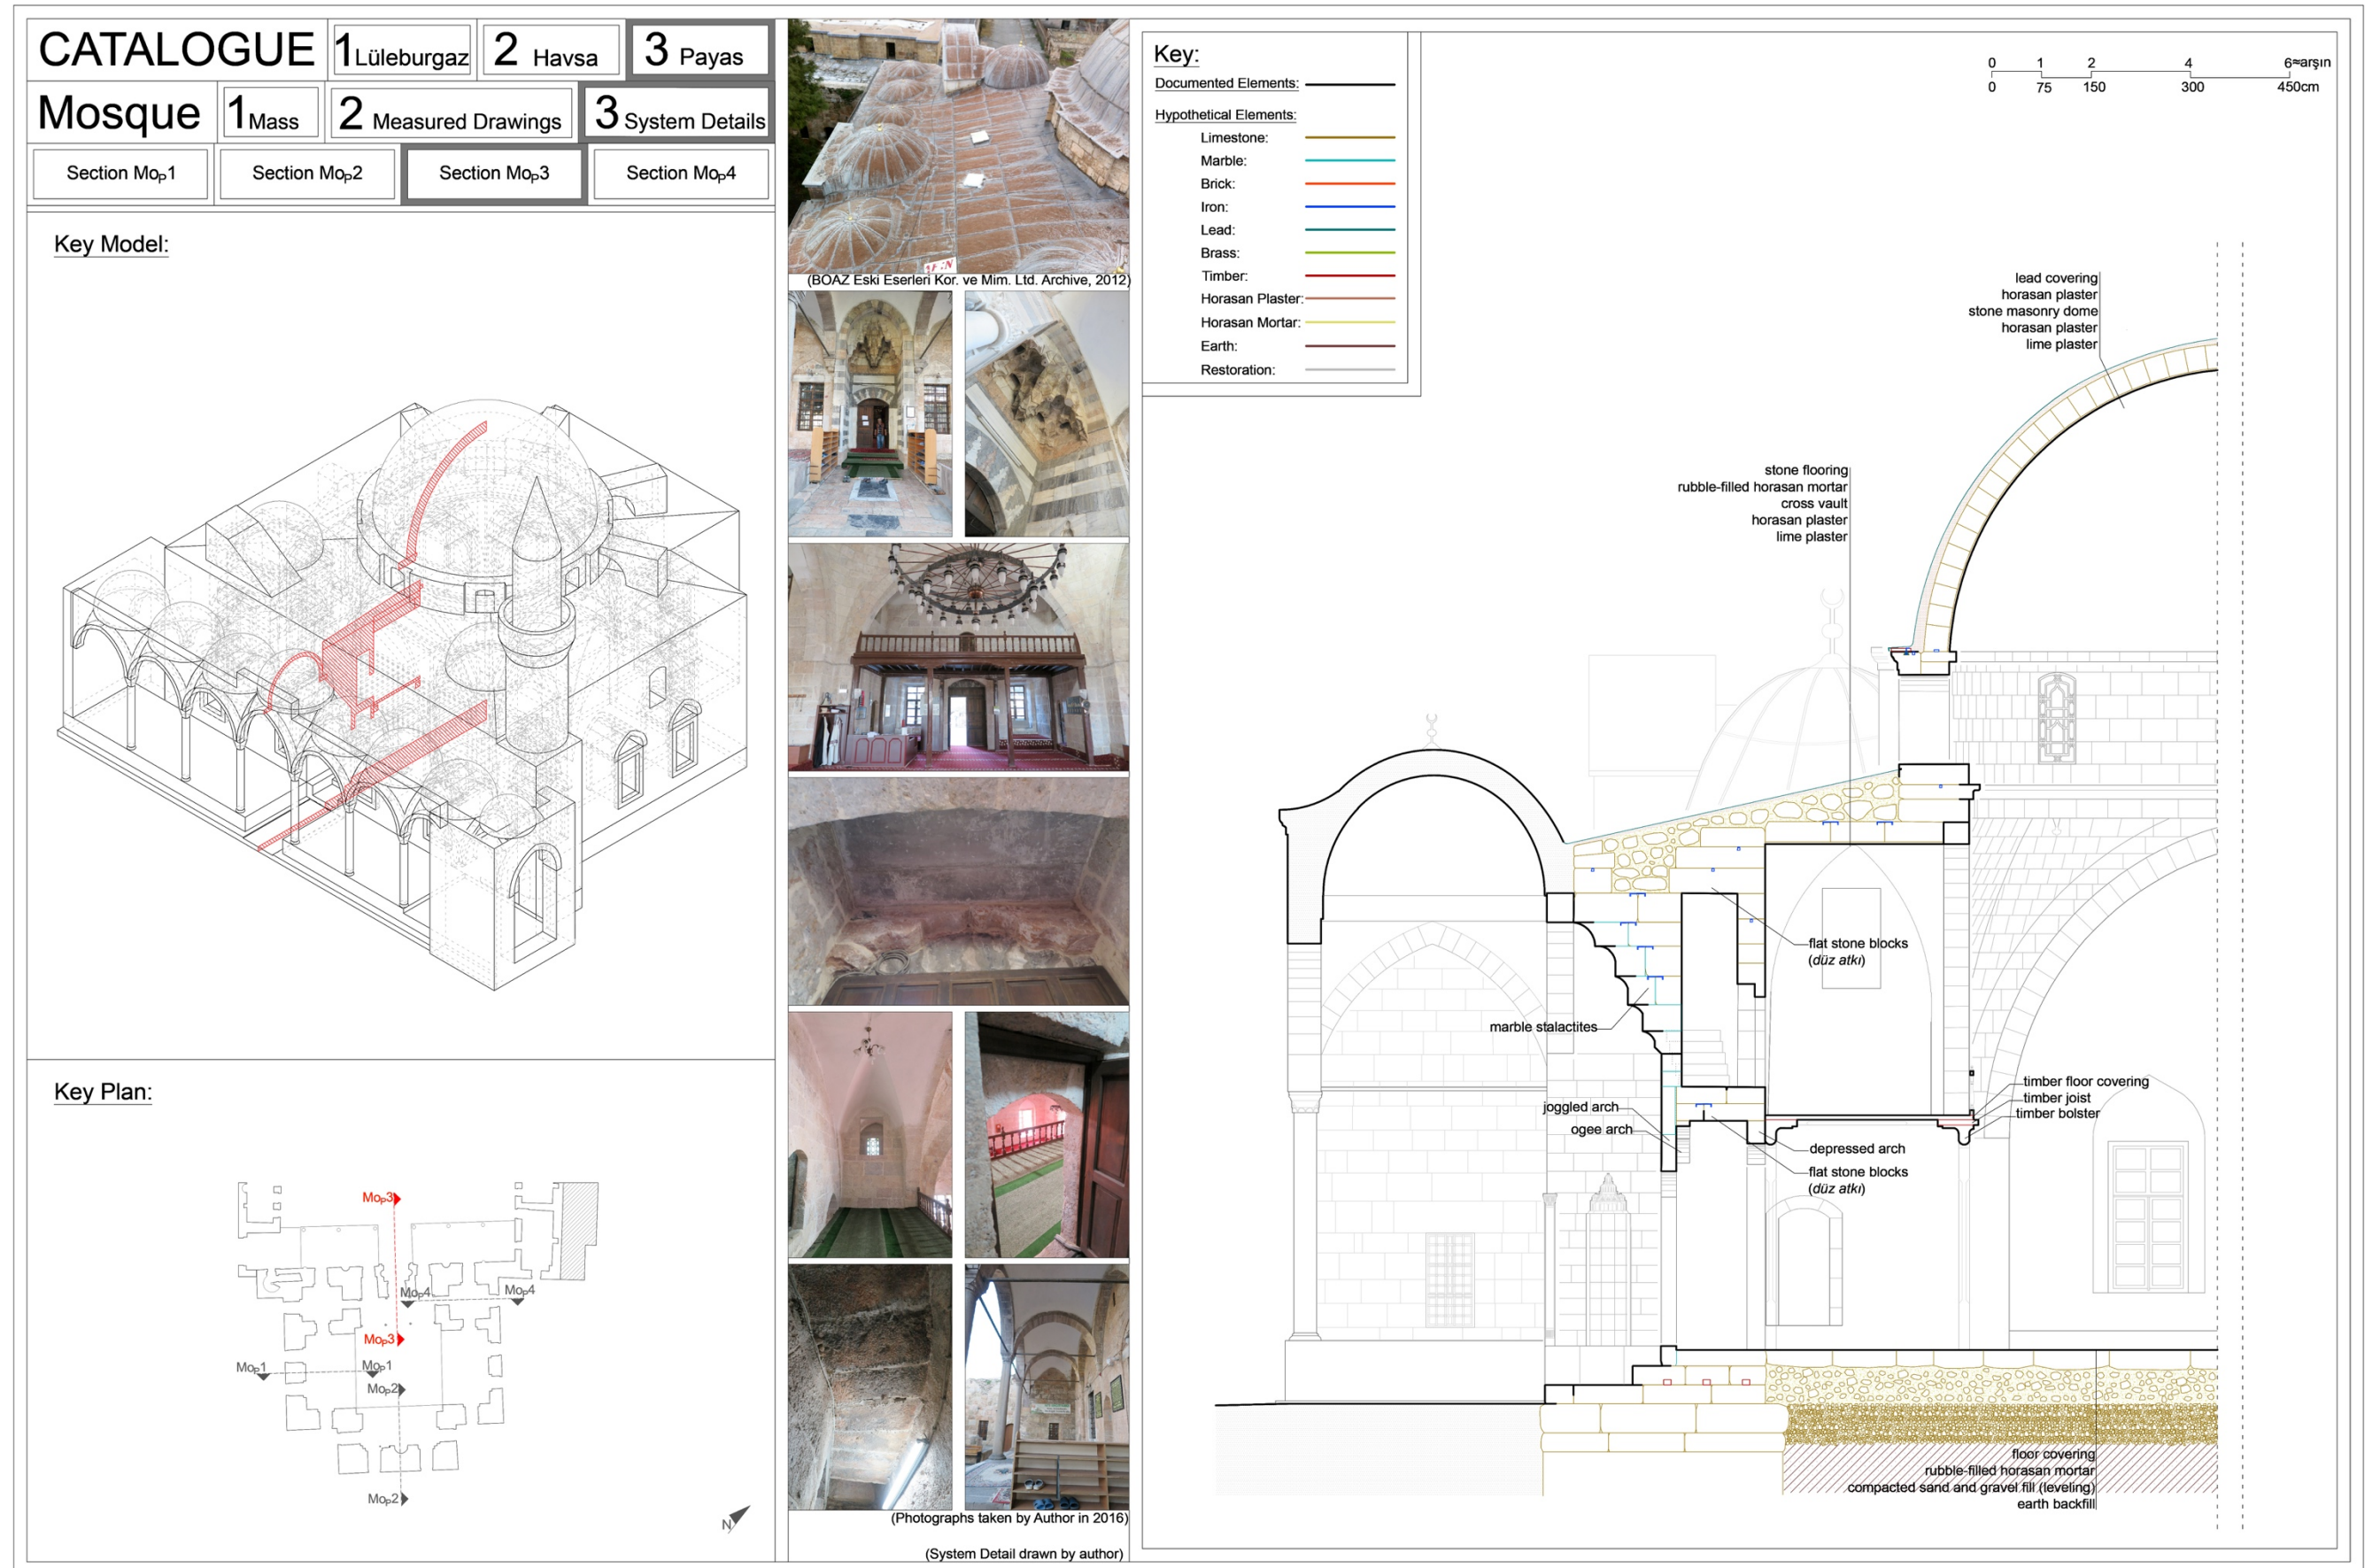 CATALOGUE
1 Lüleburgaz
2 Havsa
3 Payas
Mosque
1 Mass
2 Measured Drawings
3 System Details
Section MoP1
Section MoP2
Section MoP3
Section MoP4
Key Model:
Key Plan:
MoP3
MoP4
MoP4
MoP3
MoP1
MoP1
MoP2
MoP2
N
(BOAZ Eski Eserleri Kor. ve Mim. Ltd. Archive, 2012)
(Photographs taken by Author in 2016)
(System Detail drawn by author)
Key:
Documented Elements:
Hypothetical Elements:
Limestone:
Marble:
Brick:
Iron:
Lead:
Brass:
Timber:
Horasan Plaster:
Horasan Mortar:
Earth:
Restoration:
0 1 2 4 6≈arşın
0 75 150 300 450cm
lead covering
horasan plaster
stone masonry dome
horasan plaster
lime plaster
stone flooring
rubble-filled horasan mortar
cross vault
horasan plaster
lime plaster
flat stone blocks
(düz atkı)
marble stalactites
timber floor covering
timber joist
timber bolster
joggled arch
ogee arch
depressed arch
flat stone blocks
(düz atkı)
floor covering
rubble-filled horasan mortar
compacted sand and gravel fill (leveling)
earth backfill